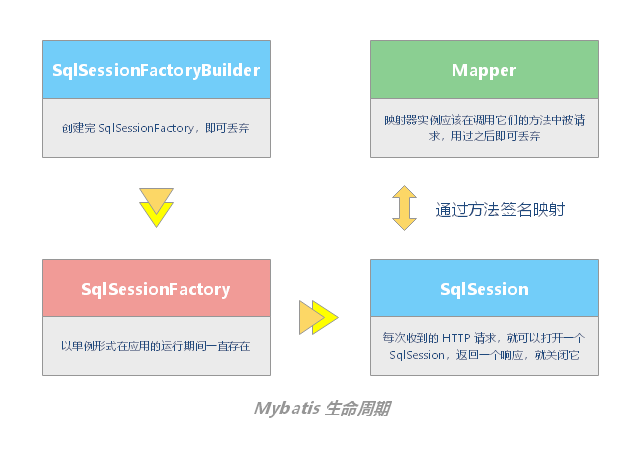 SqlSessionFactoryBuilder
创建完 SqlSessionFactory，即可丢弃
Mapper
映射器实例应该在调用它们的方法中被请
求，用过之后即可丢弃
通过方法签名映射
SqlSessionFactory
以单例形式在应用的运行期间一直存在
SqlSession
每次收到的 HTTP 请求，就可以打开一个
SqlSession，返回一个响应，就关闭它
Mybatis 生命周期